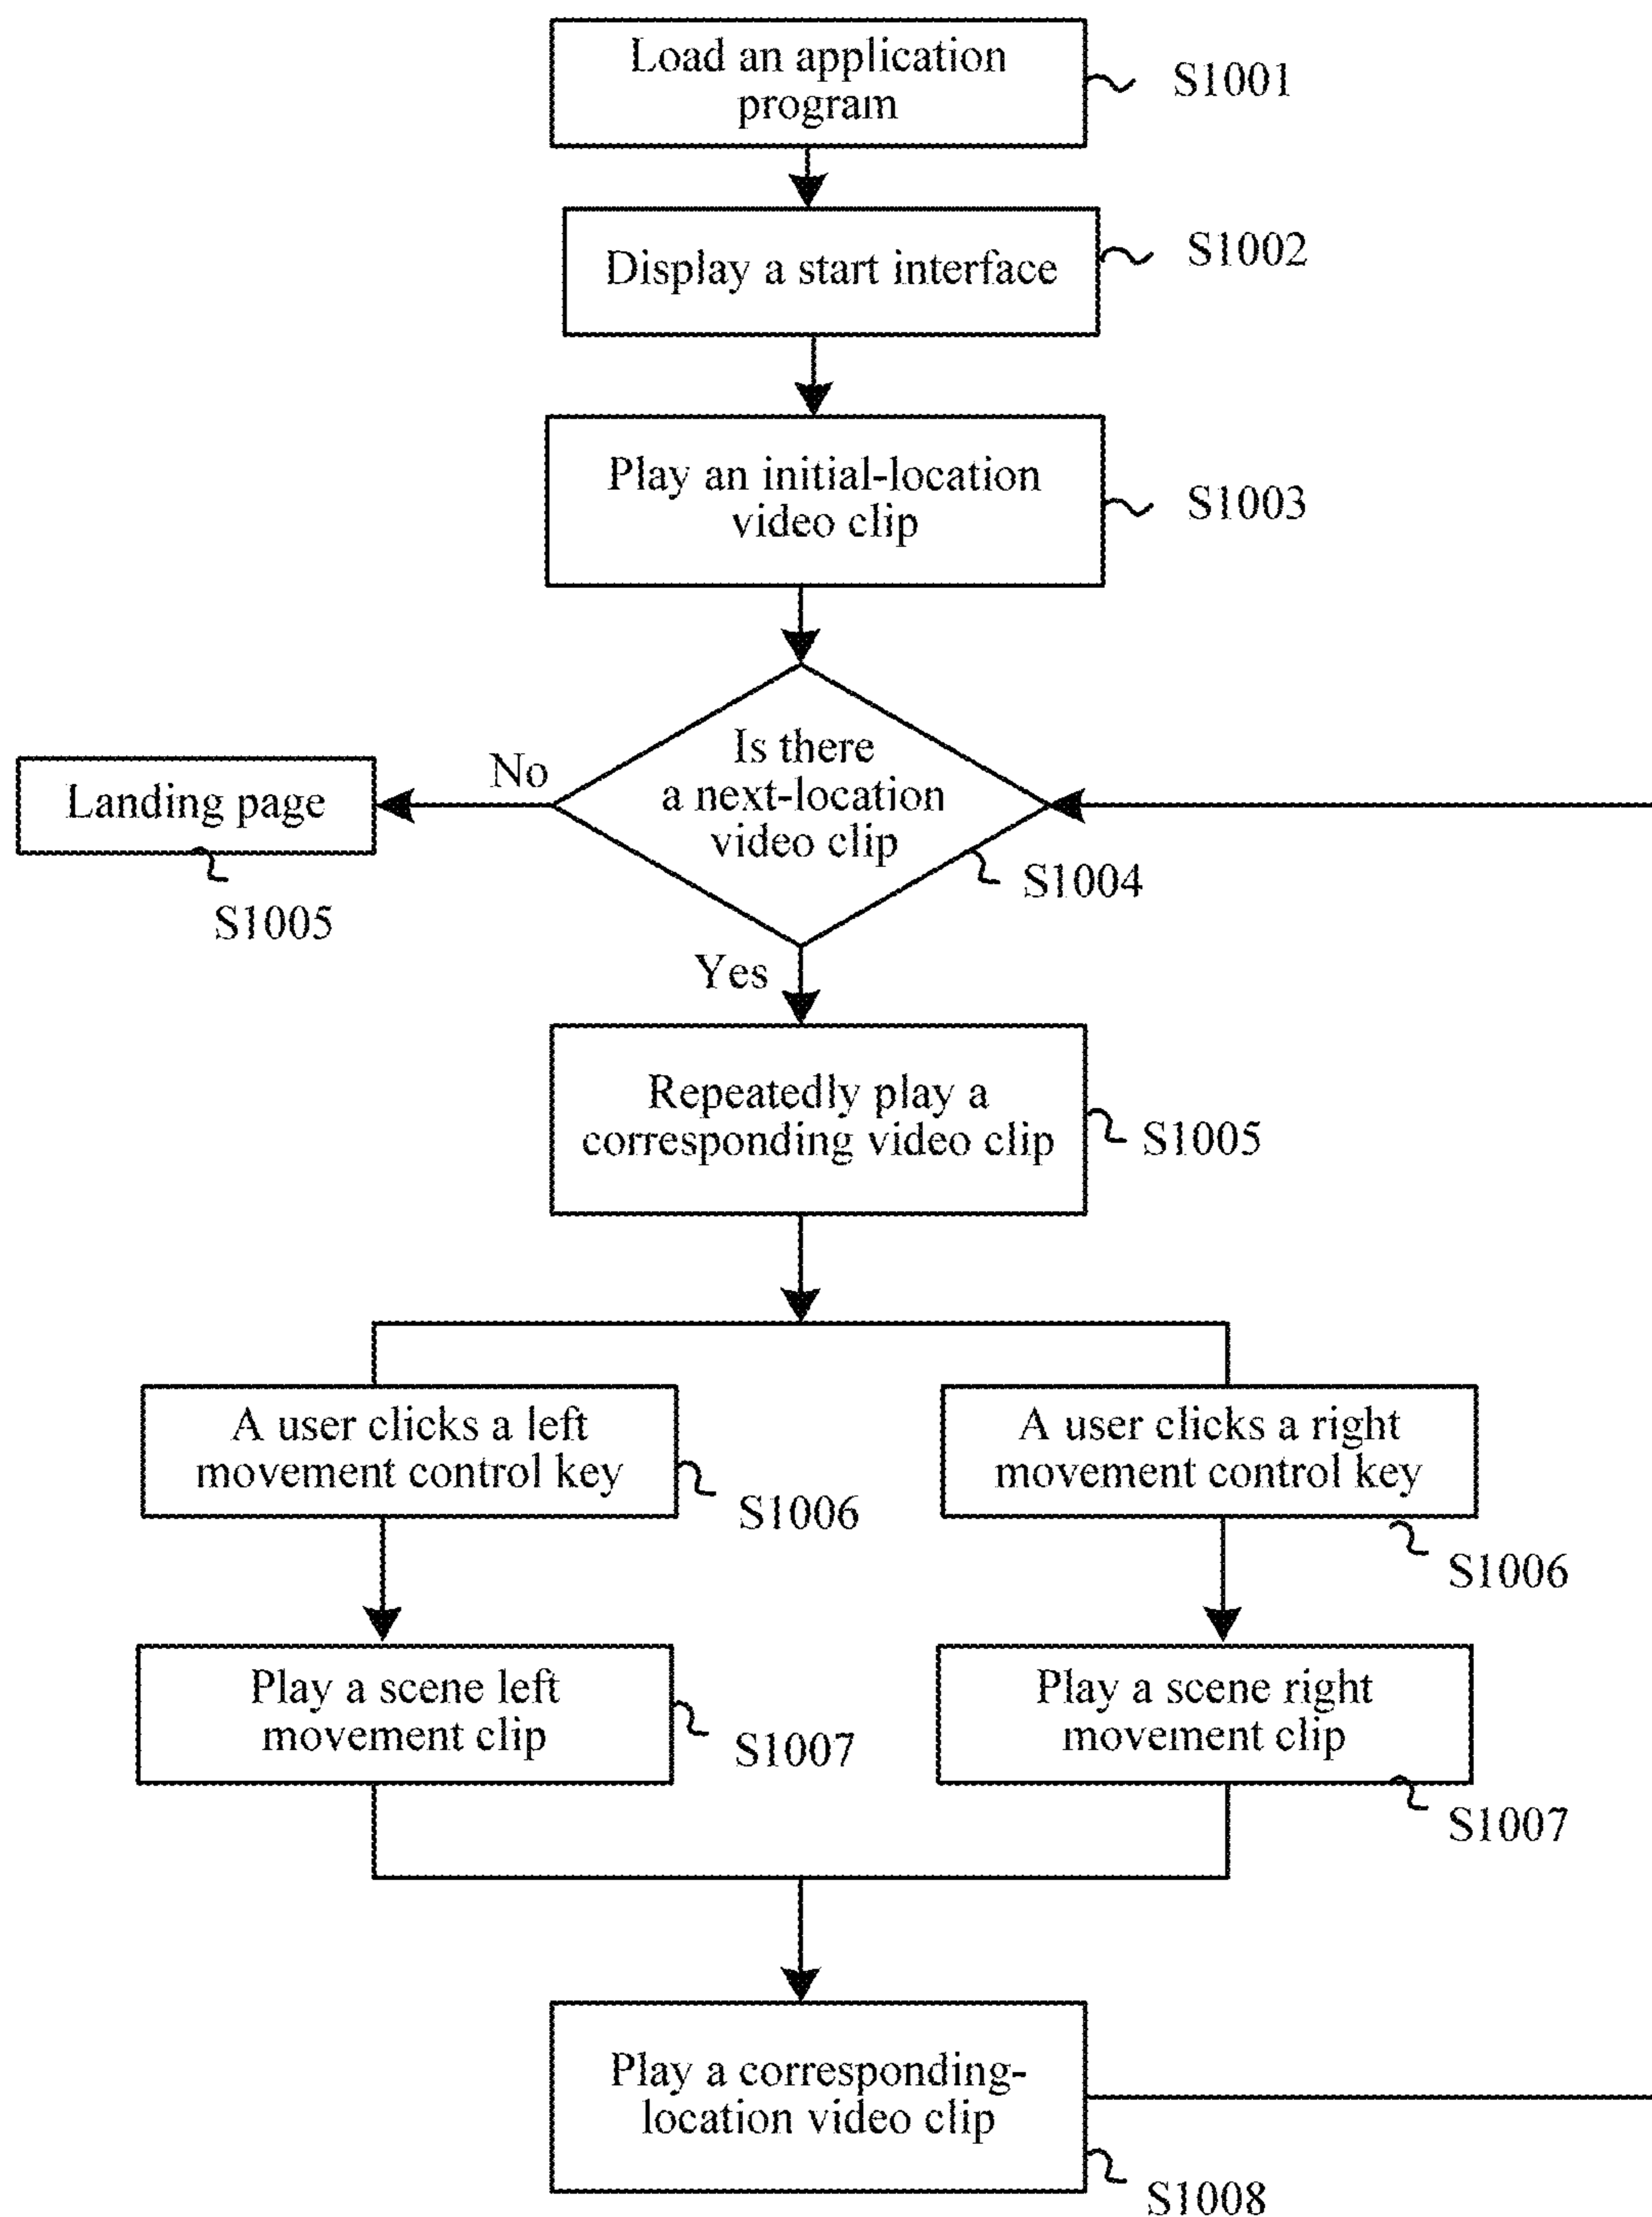 Load an application
program
S1001
Display a start interface
S1002
Play an initial-location
video clip
S1003
Is there
a next-location
video clip
S1004
No
Landing page
S1005
Yes
Repeatedly play a
corresponding video clip
S1005
A user clicks a left
movement control key
S1006
A user clicks a right
movement control key
S1006
Play a scene left
movement clip
S1007
Play a scene right
movement clip
S1007
Play a corresponding-
location video clip
S1008